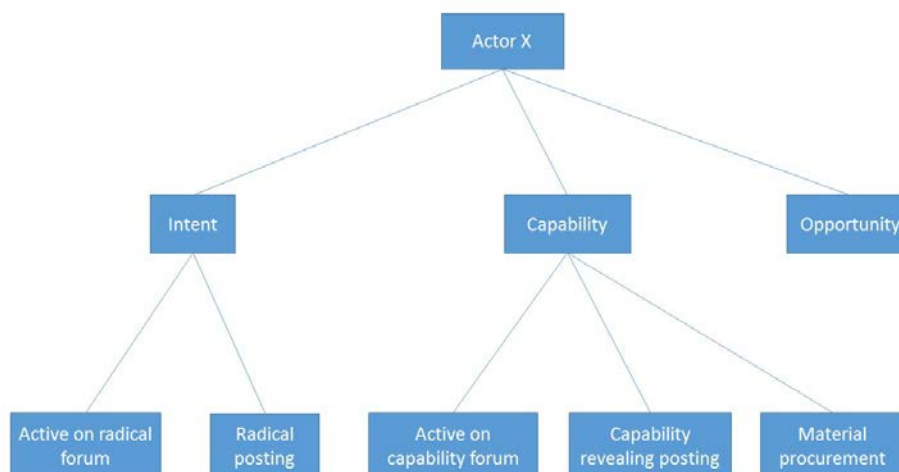 Actor X
Intent
Capability
Opportunity
Active on radical
forum
Radical
posting
Active on
capability forum
Capability
revealing posting
Material
procurement